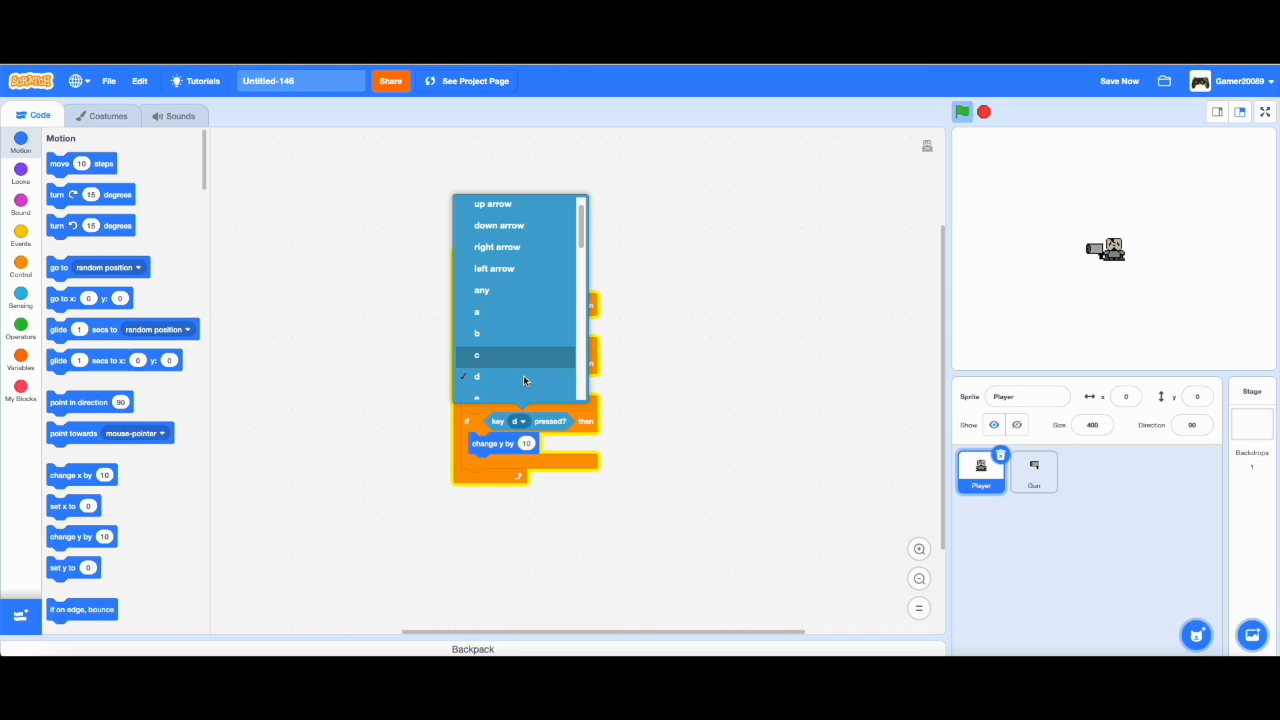 SCRATCH File Edit Tutorials Untitled-146 Share See Project Page Save Now Gamer20089
Code Costumes Sounds
Motion
Looks
Sound
Events
Control
Sensing
Operators
Variables
My Blocks
Motion
move 10 steps
turn 15 degrees
turn 15 degrees
go to random position
go to x: 0 y: 0
glide 1 secs to random position
glide 1 secs to x: 0 y: 0
point in direction 90
point towards mouse-pointer
change x by 10
set x to 0
change y by 10
set y to 0
if on edge, bounce
up arrow
down arrow
right arrow
left arrow
any
a
b
c
✓ d
if key d pressed? then
change y by 10
Backpack
Sprite Player x 0 y 0
Show Size 400 Direction 90
Player
Gun
Stage
Backdrops
1